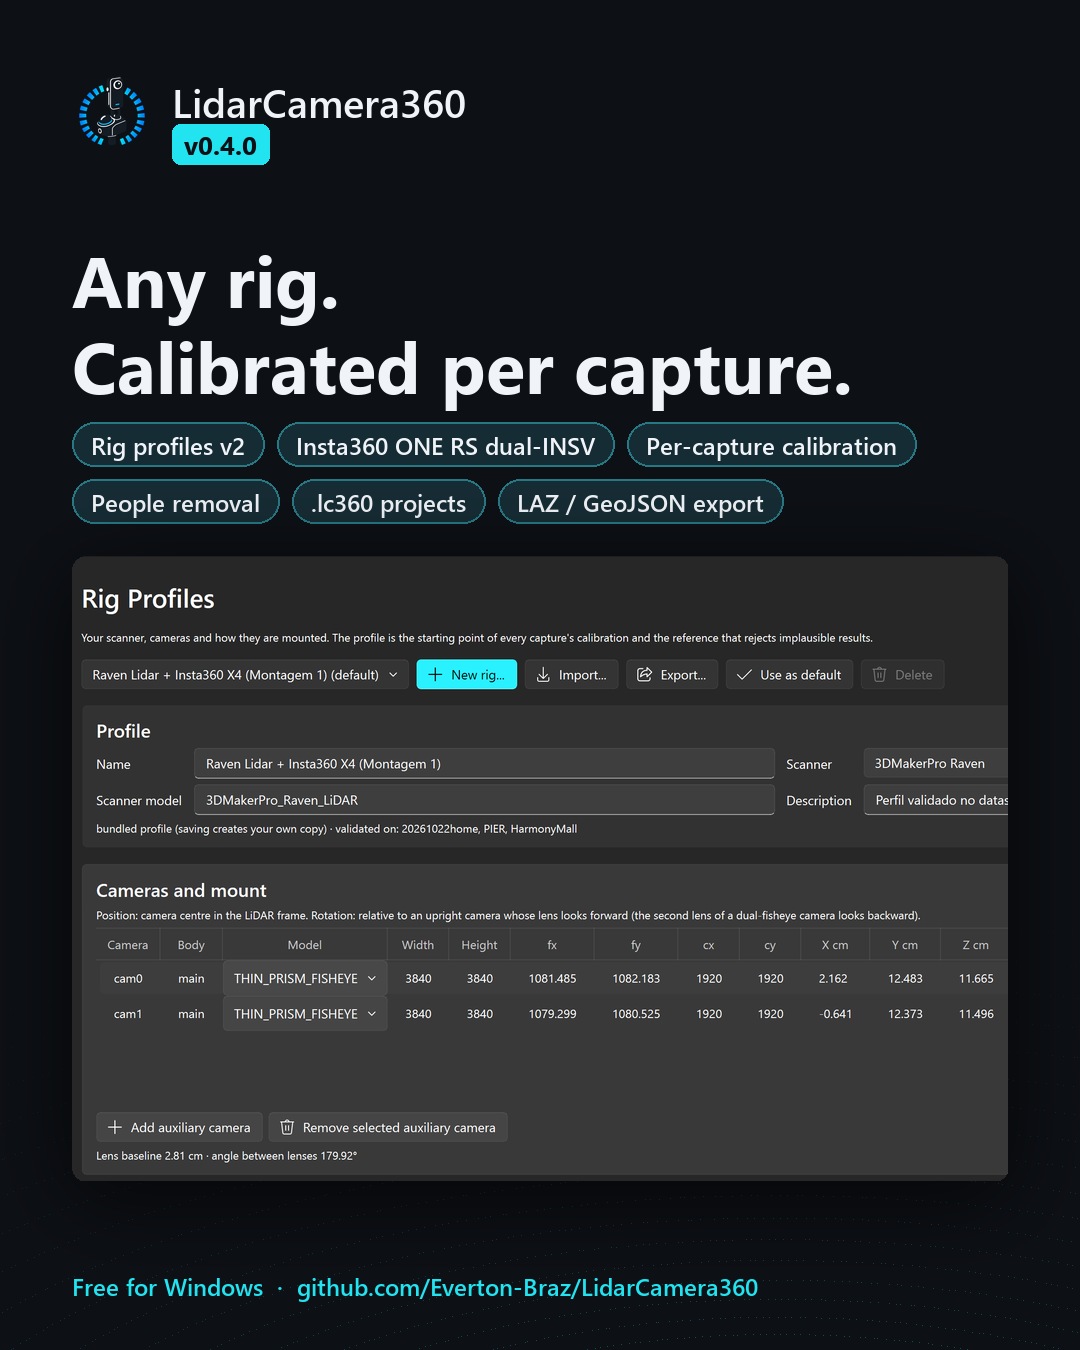 LidarCamera360
v0.4.0
Any rig.
Calibrated per capture.
Rig profiles v2 Insta360 ONE RS dual-INSV Per-capture calibration
People removal .lc360 projects LAZ / GeoJSON export
Rig Profiles
Your scanner, cameras and how they are mounted. The profile is the starting point of every capture's calibration and the reference that rejects implausible results.
Raven Lidar + Insta360 X4 (Montagem 1) (default) New rig... Import... Export... Use as default Delete
Profile
Name Raven Lidar + Insta360 X4 (Montagem 1) Scanner 3DMakerPro Raven
Scanner model 3DMakerPro_Raven_LiDAR Description Perfil validado no datas
bundled profile (saving creates your own copy) · validated on: 20261022home, PIER, HarmonyMall
Cameras and mount
Position: camera centre in the LiDAR frame. Rotation: relative to an upright camera whose lens looks forward (the second lens of a dual-fisheye camera looks backward).
Camera Body Model Width Height fx fy cx cy X cm Y cm Z cm
cam0 main THIN_PRISM_FISHEYE 3840 3840 1081.485 1082.183 1920 1920 2.162 12.483 11.665
cam1 main THIN_PRISM_FISHEYE 3840 3840 1079.299 1080.525 1920 1920 -0.641 12.373 11.496
Add auxiliary camera Remove selected auxiliary camera
Lens baseline 2.81 cm · angle between lenses 179.92°
Free for Windows · github.com/Everton-Braz/LidarCamera360